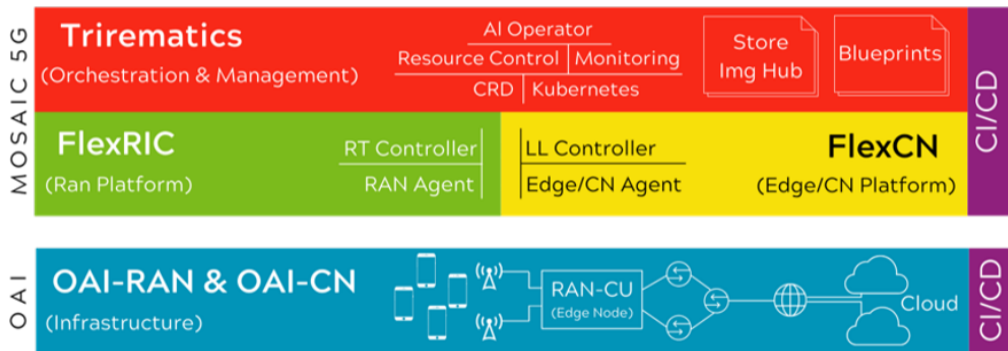 MOSAIC 5G
Trirematics
(Orchestration & Management)
AI Operator
Resource Control Monitoring
CRD Kubernetes
Store
Img Hub
Blueprints
CI/CD
FlexRIC
(Ran Platform)
RT Controller
RAN Agent
LL Controller
Edge/CN Agent
FlexCN
(Edge/CN Platform)
OAI
OAI-RAN & OAI-CN
(Infrastructure)
RAN-CU
(Edge Node)
Cloud
CI/CD